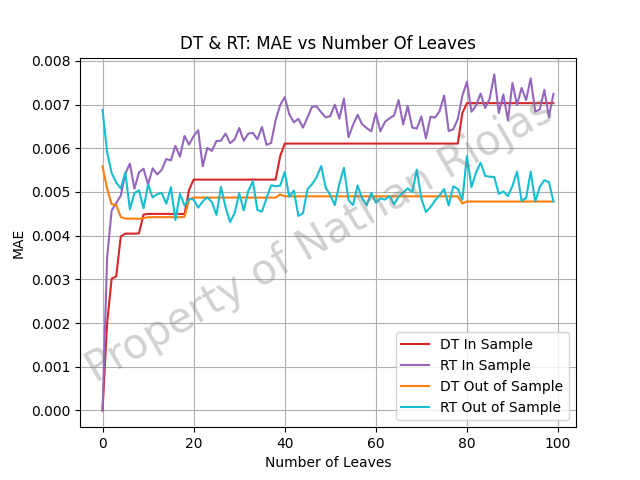 DT & RT: MAE vs Number Of Leaves
0.008
0.007
0.006
0.005
0.004
0.003
0.002
0.001
0.000
MAE
0
20
40
60
80
100
Number of Leaves
DT In Sample
RT In Sample
DT Out of Sample
RT Out of Sample
Property of Nathan Riojas